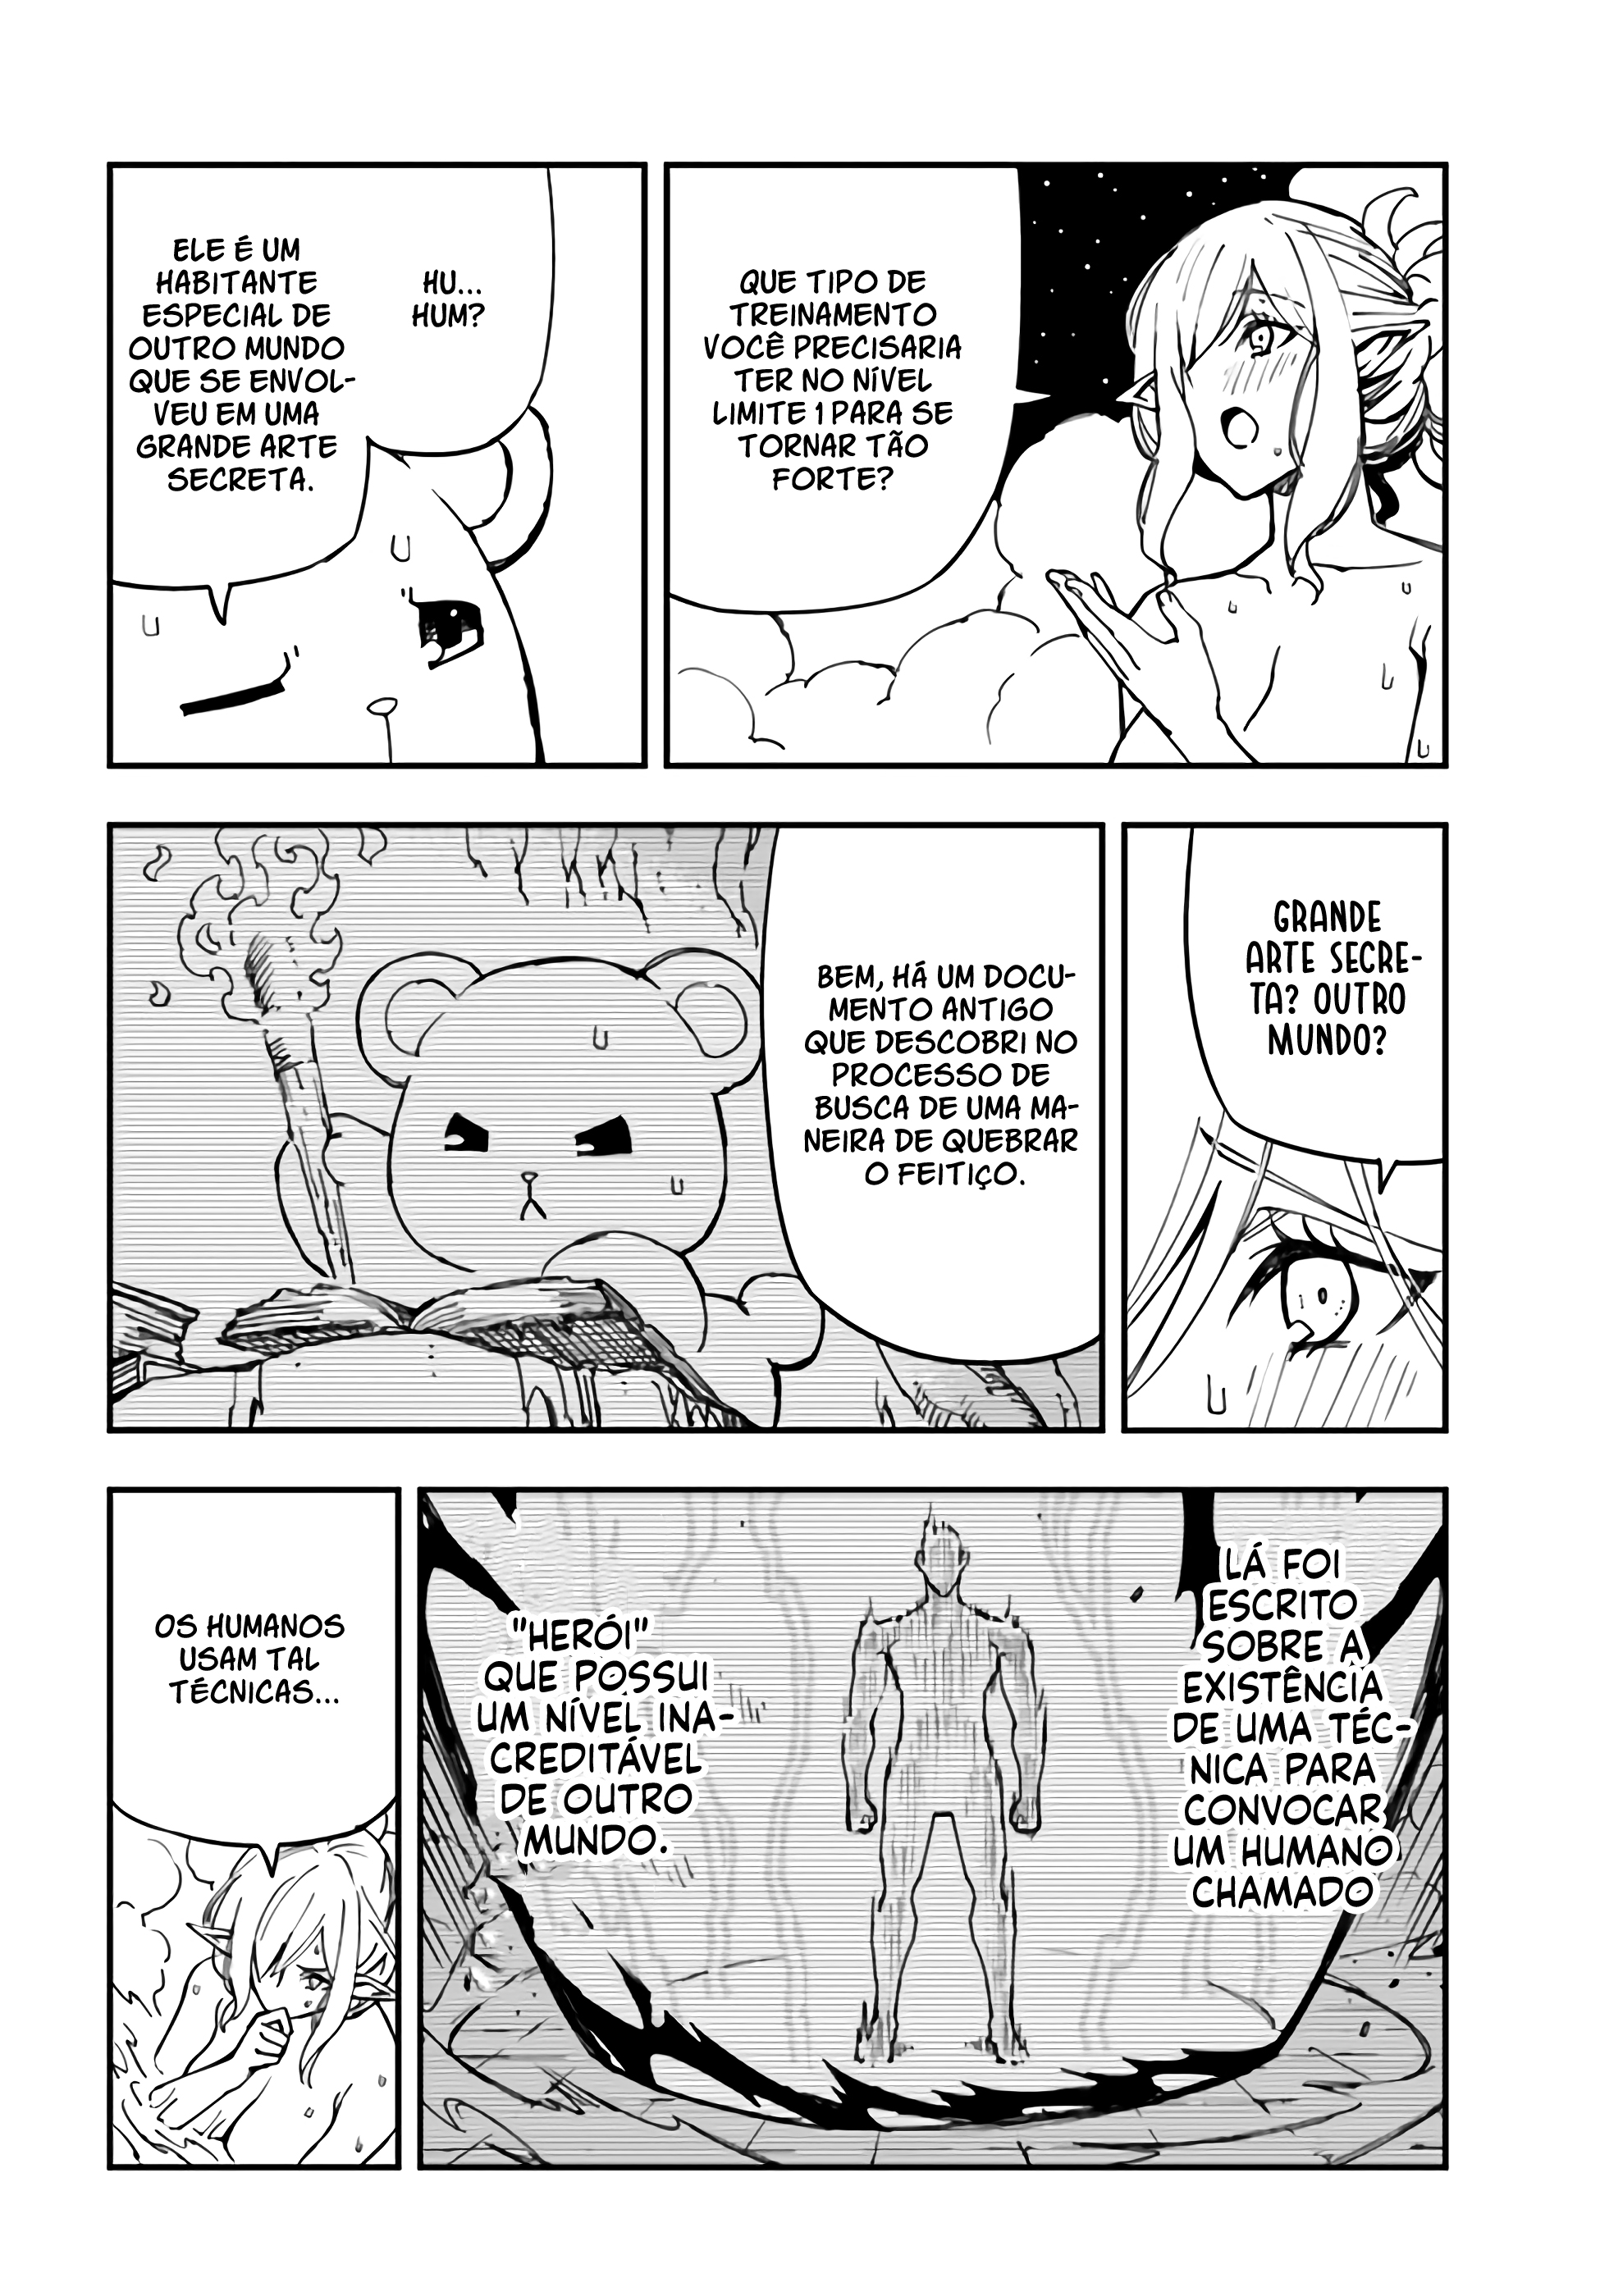 QUE TIPO DE
TREINAMENTO
VOCÊ PRECISARIA
TER NO NÍVEL
LIMITE 1 PARA SE
TORNAR TÃO
FORTE?
HU...
HUM?
ELE É UM
HABITANTE
ESPECIAL DE
OUTRO MUNDO
QUE SE ENVOL-
VEU EM UMA
GRANDE ARTE
SECRETA.
GRANDE
ARTE SECRE-
TA? OUTRO
MUNDO?
BEM, HÁ UM DOCU-
MENTO ANTIGO
QUE DESCOBRI NO
PROCESSO DE
BUSCA DE UMA MA-
NEIRA DE QUEBRAR
O FEITIÇO.
LÁ FOI
ESCRITO
SOBRE A
EXISTÊNCIA
DE UMA TÉC-
NICA PARA
CONVOCAR
UM HUMANO
CHAMADO
"HERÓI"
QUE POSSUI
UM NÍVEL INA-
CREDITÁVEL
DE OUTRO
MUNDO.
OS HUMANOS
USAM TAL
TÉCNICAS...